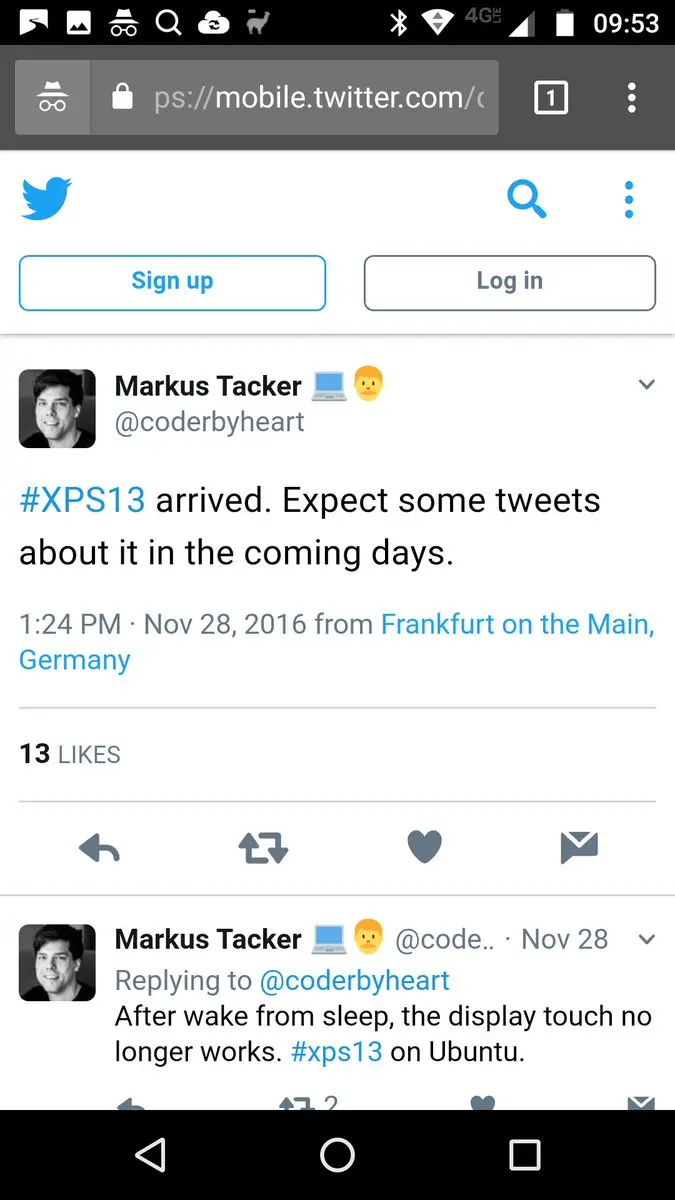 4G LTE 09:53
ps://mobile.twitter.com/c
1
Sign up
Log in
Markus Tacker
@coderbyheart
#XPS13 arrived. Expect some tweets
about it in the coming days.
1:24 PM · Nov 28, 2016 from Frankfurt on the Main,
Germany
13 LIKES
Markus Tacker @code.. · Nov 28
Replying to @coderbyheart
After wake from sleep, the display touch no
longer works. #xps13 on Ubuntu.
2